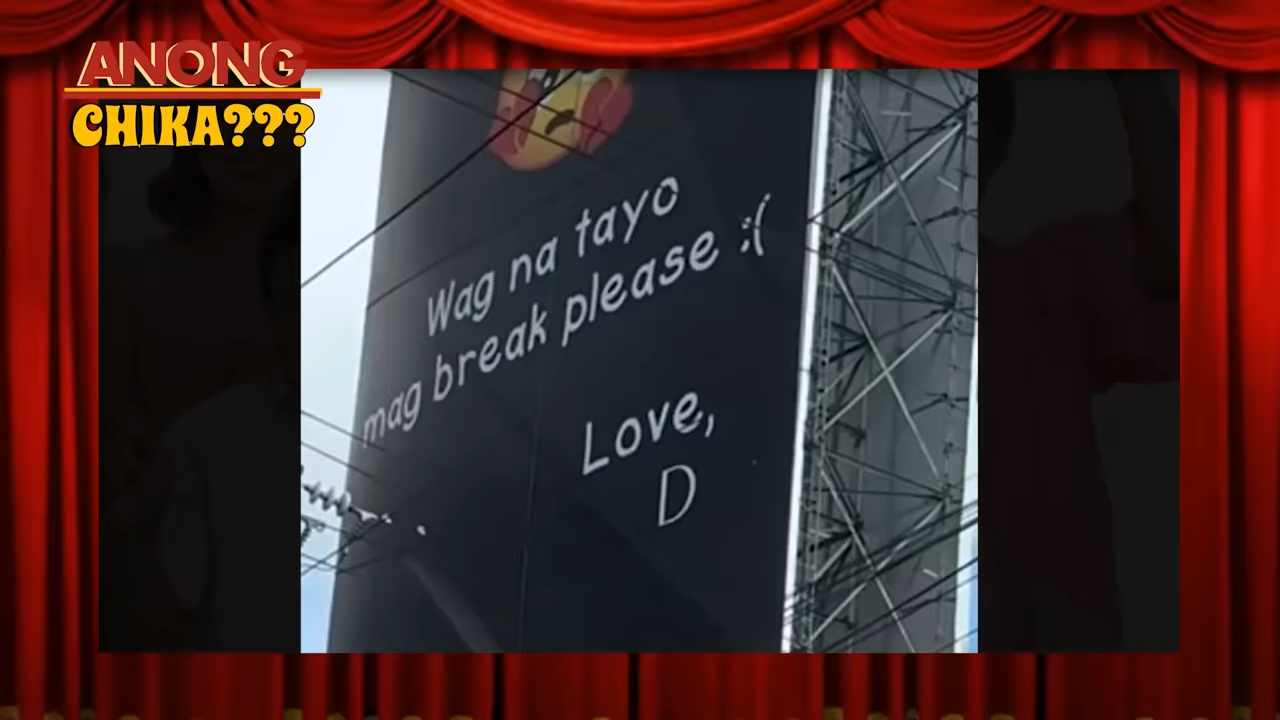 ANONG
CHIKA???
Wag na tayo
mag break please :(
Love,
D